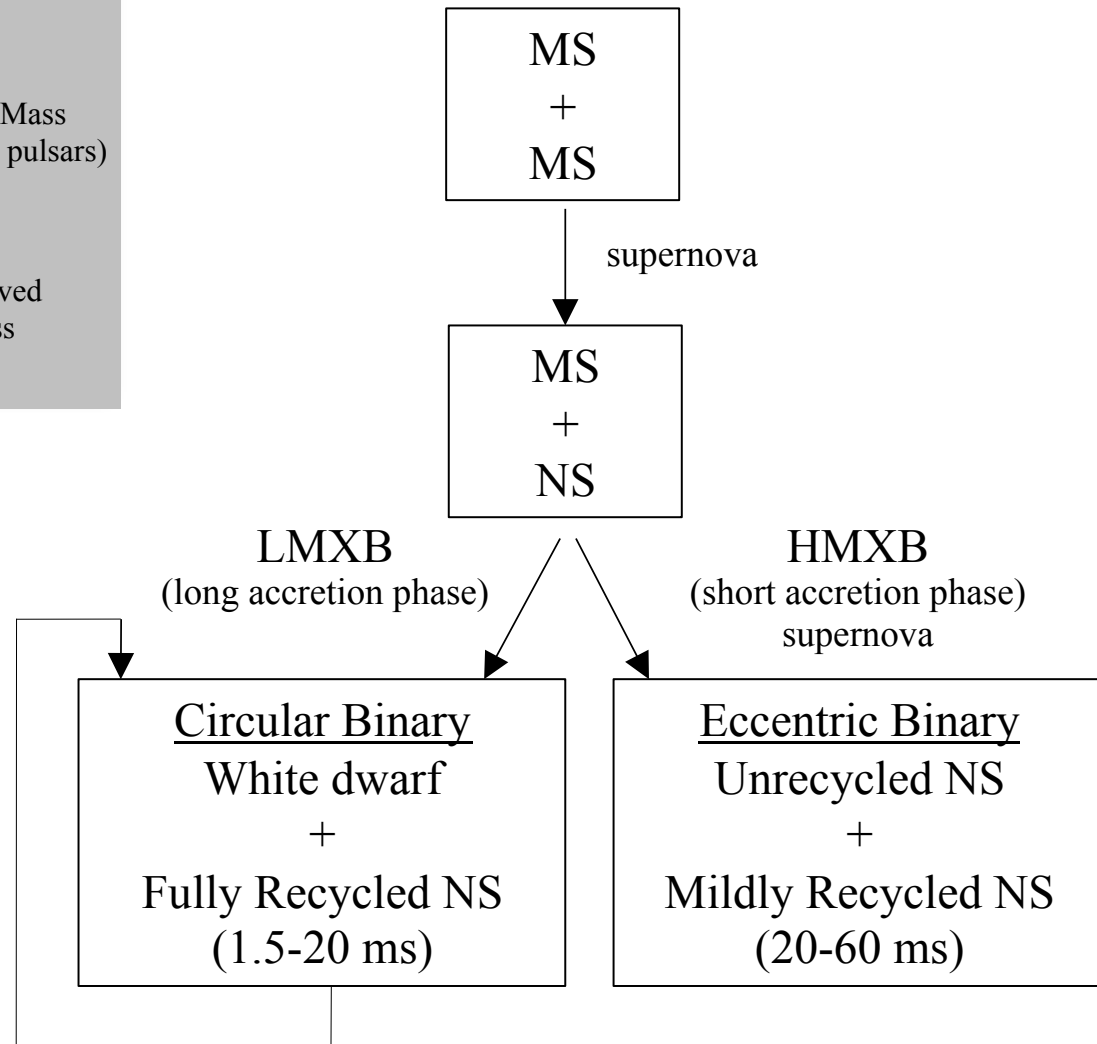 Mass
pulsars)
ss
MS
+
MS
supernova
MS
+
NS
LMXB
(long accretion phase)
HMXB
(short accretion phase)
supernova
Circular Binary
White dwarf
+
Fully Recycled NS
(1.5-20 ms)
Eccentric Binary
Unrecycled NS
+
Mildly Recycled NS
(20-60 ms)